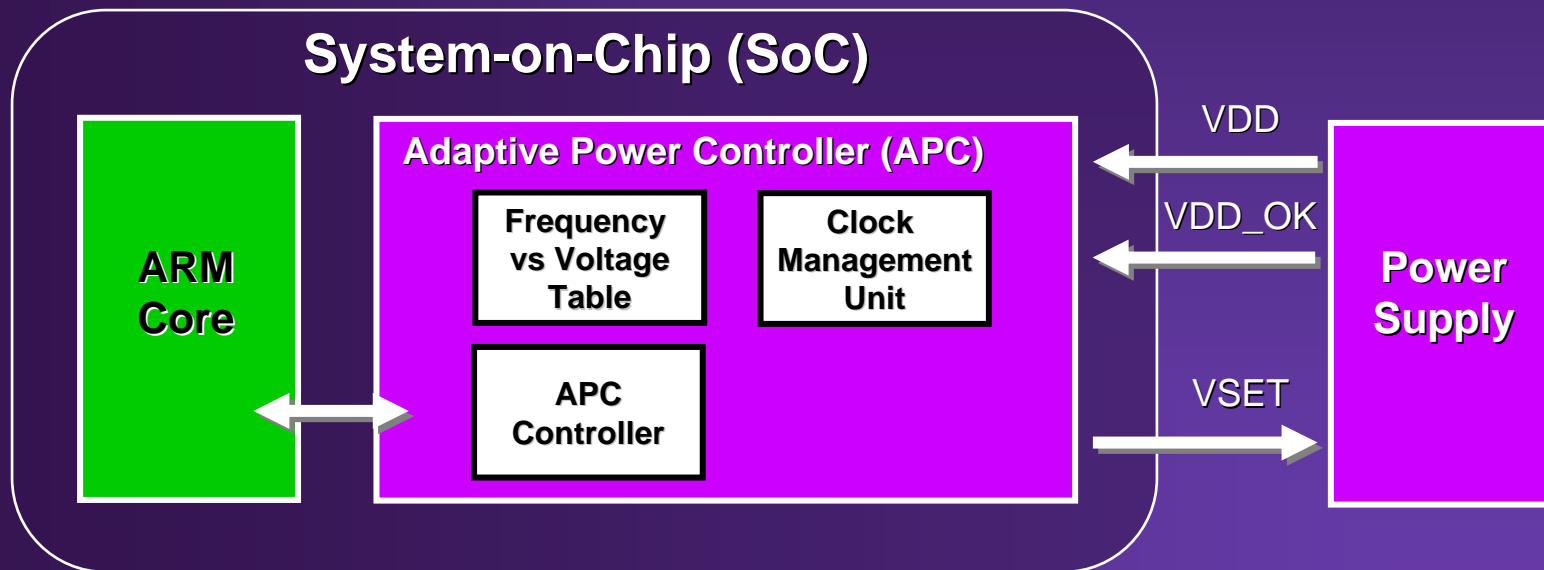 System-on-Chip (SoC)
ARM
Core
Adaptive Power Controller (APC)
Frequency
vs Voltage
Table
Clock
Management
Unit
APC
Controller
VDD
VDD_OK
VSET
Power
Supply